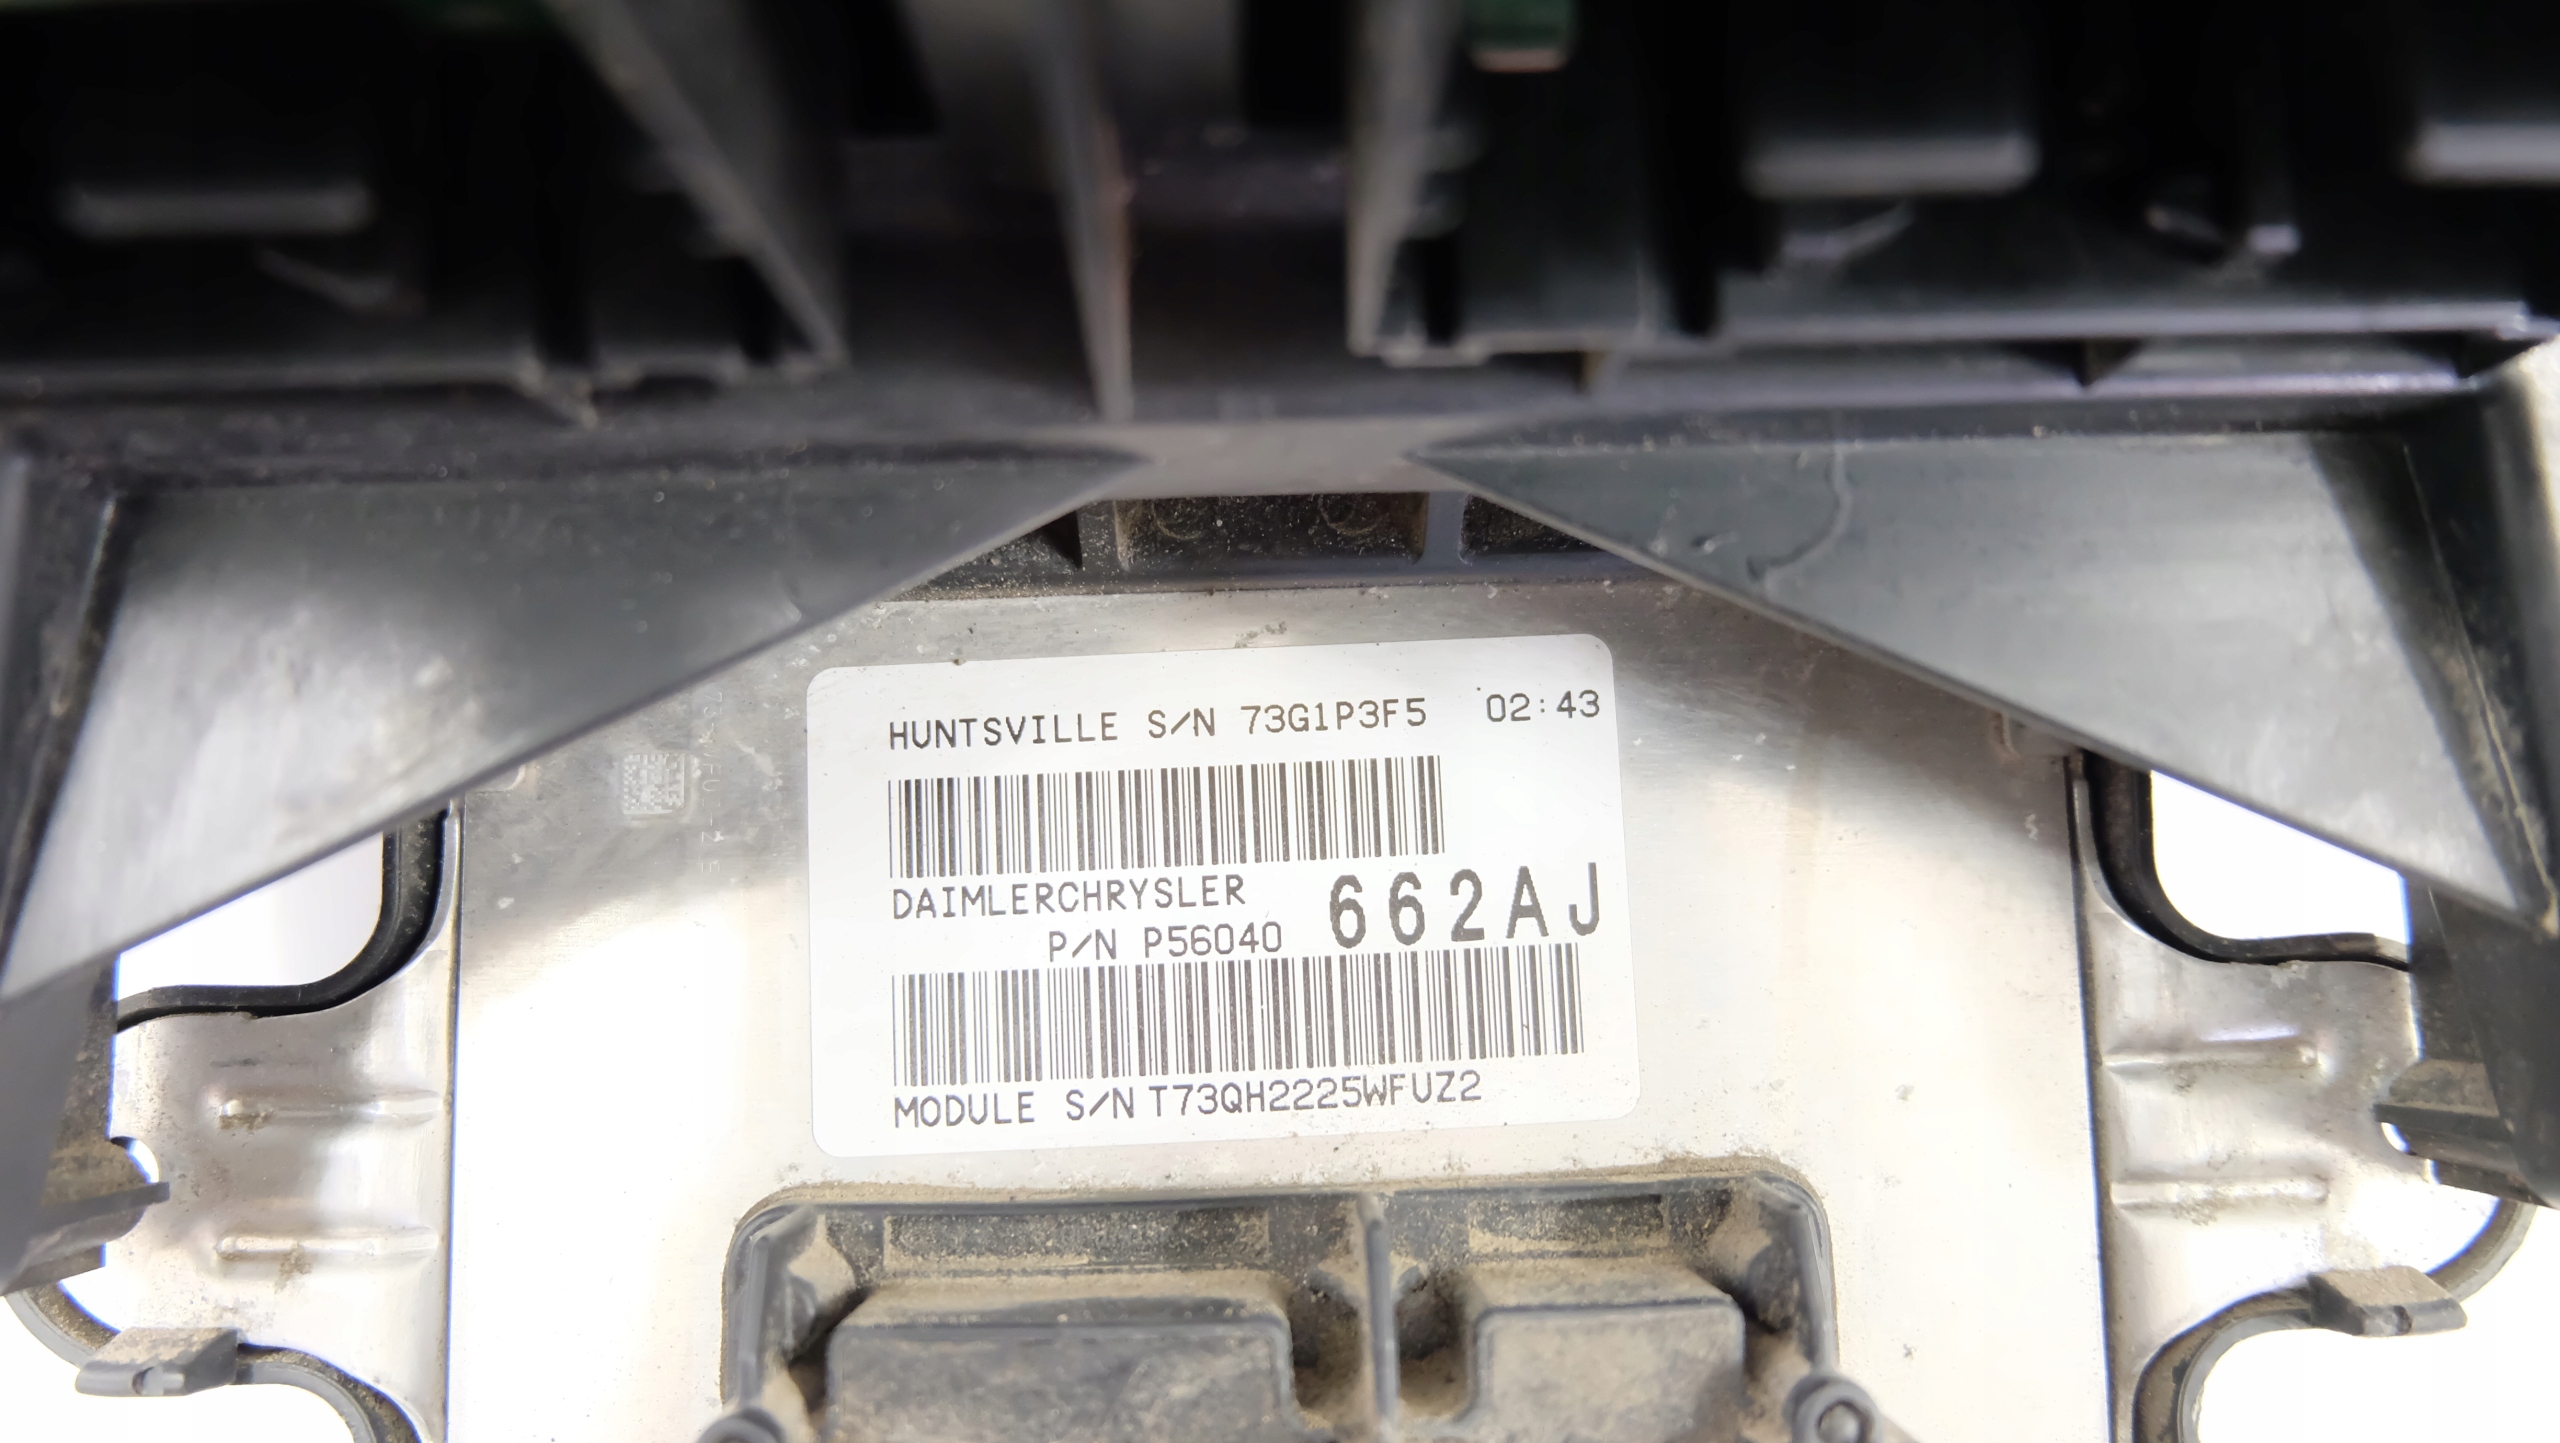 HUNTSVILLE S/N 73G1P3F5 02:43
DAIMLERCHRYSLER
P/N P56040 662AJ
MODULE S/N T73QH2225WFUZ2